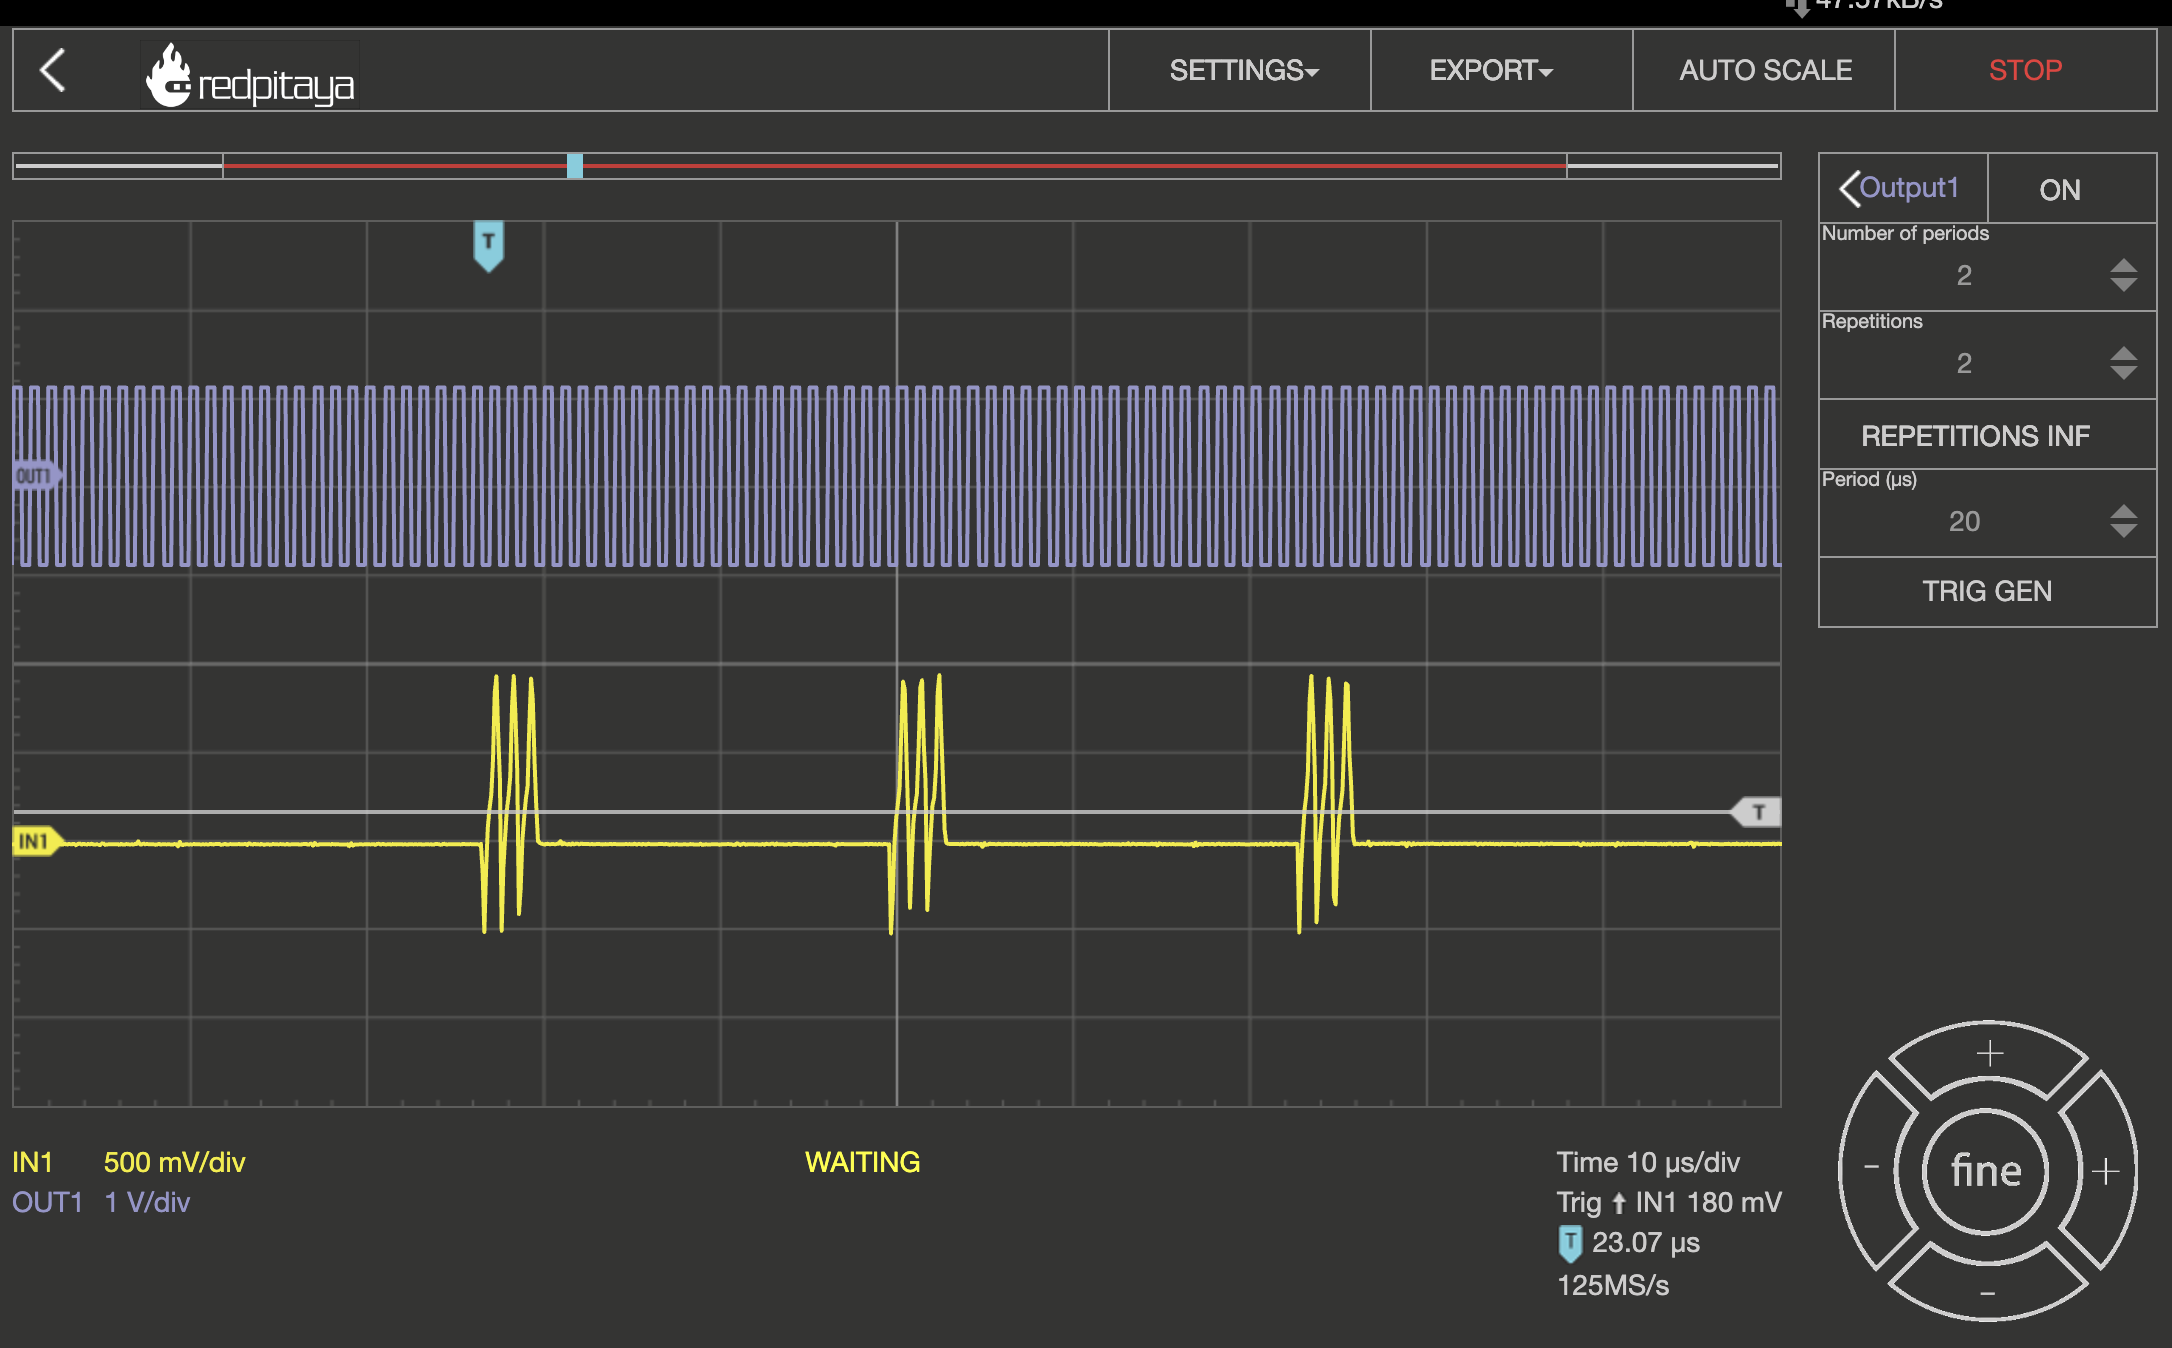 47.57kB/s
redpitaya
SETTINGS
EXPORT
AUTO SCALE
STOP
Output1
ON
Number of periods
2
Repetitions
2
REPETITIONS INF
Period (µs)
20
TRIG GEN
T
OUT1
T
IN1
IN1 500 mV/div
OUT1 1 V/div
WAITING
Time 10 µs/div
Trig IN1 180 mV
T 23.07 µs
125MS/s
+
- fine +
-